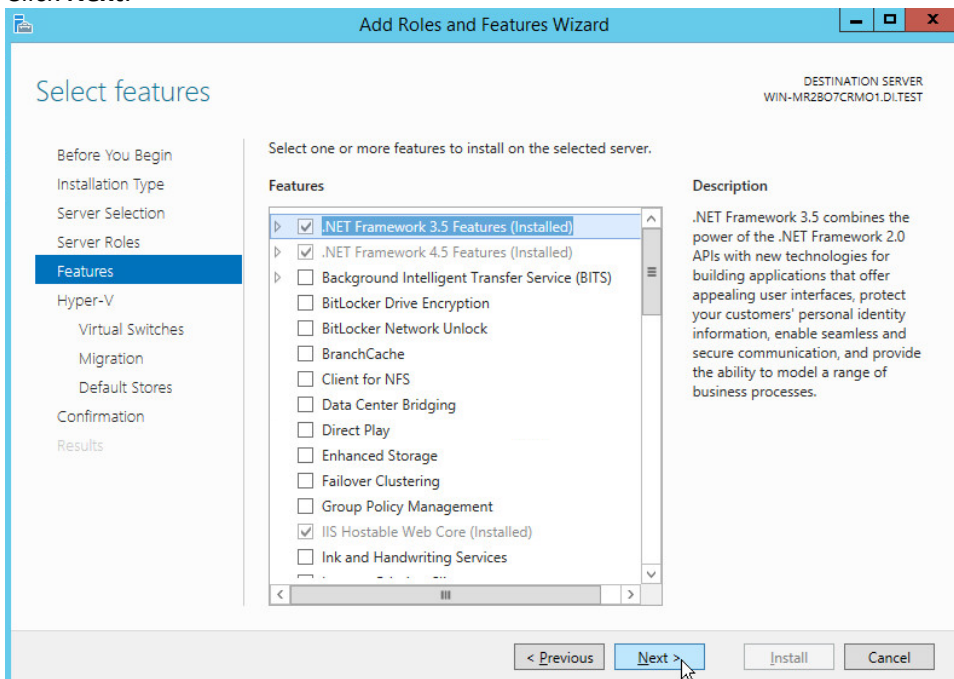 Click Next.
Add Roles and Features Wizard
Select features
DESTINATION SERVER
WIN-MR2BO7CRMO1.DI.TEST
Before You Begin
Installation Type
Server Selection
Server Roles
Features
Hyper-V
Virtual Switches
Migration
Default Stores
Confirmation
Results
Select one or more features to install on the selected server.
Features
.NET Framework 3.5 Features (Installed)
.NET Framework 4.5 Features (Installed)
Background Intelligent Transfer Service (BITS)
BitLocker Drive Encryption
BitLocker Network Unlock
BranchCache
Client for NFS
Data Center Bridging
Direct Play
Enhanced Storage
Failover Clustering
Group Policy Management
IIS Hostable Web Core (Installed)
Ink and Handwriting Services
Description
.NET Framework 3.5 combines the
power of the .NET Framework 2.0
APIs with new technologies for
building applications that offer
appealing user interfaces, protect
your customers' personal identity
information, enable seamless and
secure communication, and provide
the ability to model a range of
business processes.
< Previous
Next >
Install
Cancel